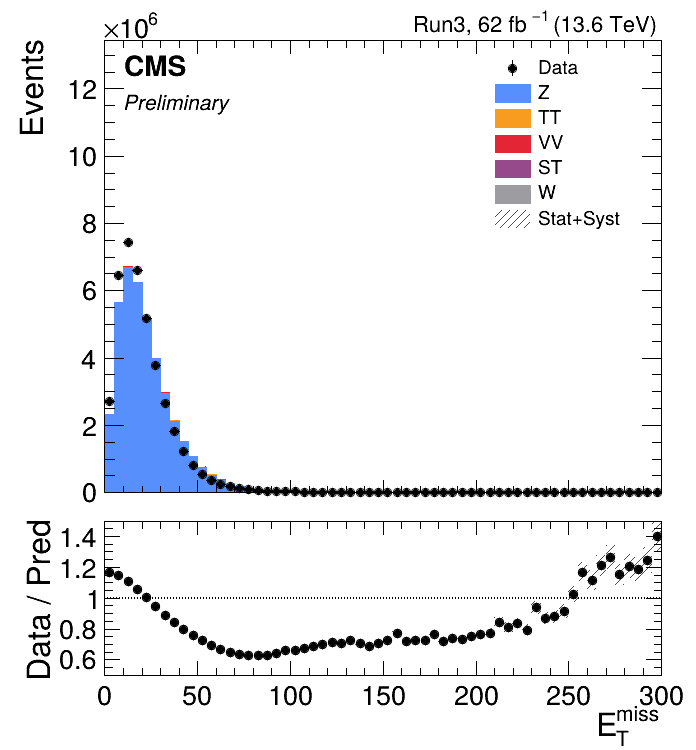 ×10⁶
Run3, 62 fb⁻¹ (13.6 TeV)
CMS
Preliminary
Events
12
10
8
6
4
2
0
Data
Z
TT
VV
ST
W
Stat+Syst
Data / Pred
1.4
1.2
1
0.8
0.6
0 50 100 150 200 250 300
E_T^miss